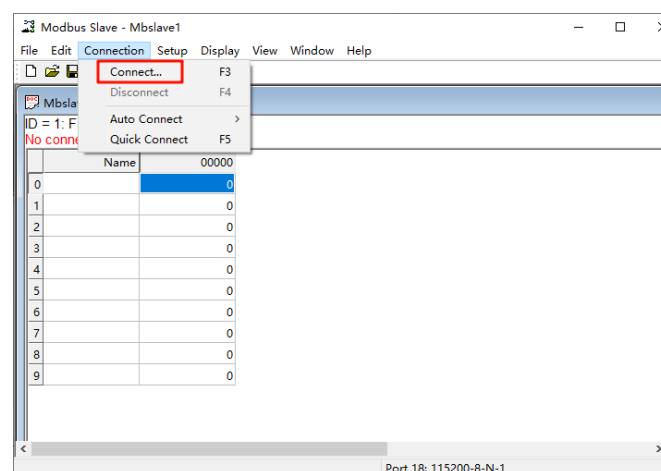 Modbus Slave - Mbslave1
File Edit Connection Setup Display View Window Help
Connect... F3
Disconnect F4
Auto Connect >
Quick Connect F5
Mbsla
ID = 1: F
No conne
Name 00000
0 0
1 0
2 0
3 0
4 0
5 0
6 0
7 0
8 0
9 0
Port 18: 115200-8-N-1